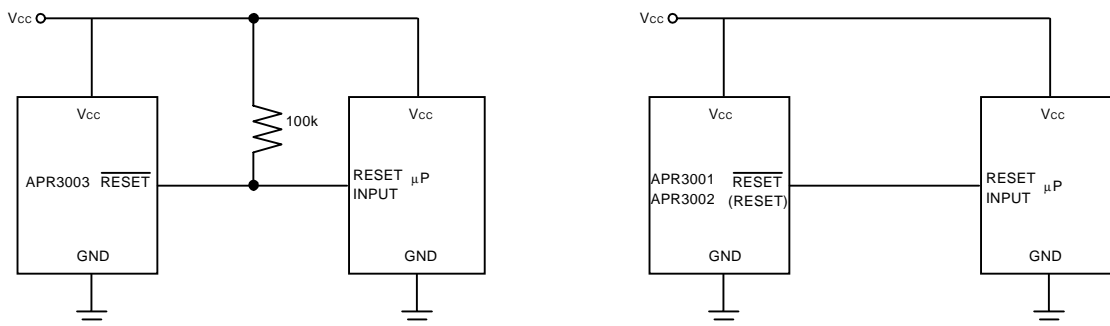 Vcc
Vcc
100k
Vcc
APR3003 RESET
RESET μP
INPUT
GND
GND
Vcc
Vcc
Vcc
APR3001 RESET
APR3002 (RESET)
RESET μP
INPUT
GND
GND